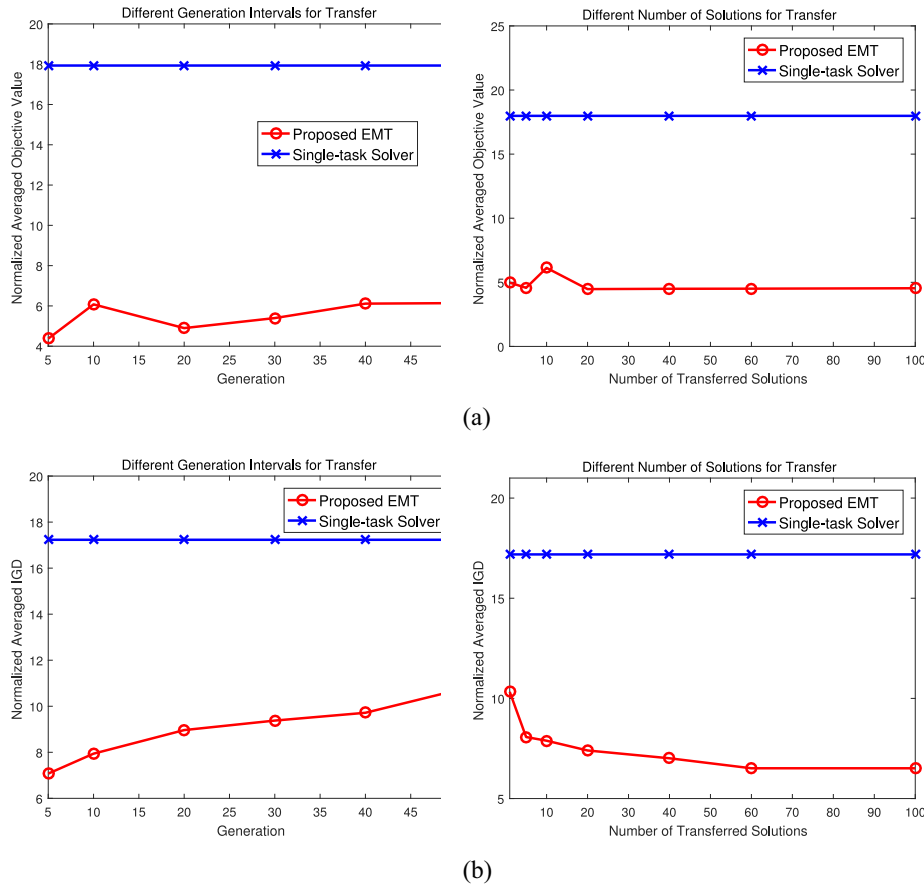 Different Generation Intervals for Transfer
Normalized Averaged Objective Value
20
18
16
14
12
10
8
6
4
Proposed EMT
Single-task Solver
5 10 15 20 25 30 35 40 45
Generation
Different Number of Solutions for Transfer
Normalized Averaged Objective Value
25
20
15
10
5
0
Proposed EMT
Single-task Solver
10 20 30 40 50 60 70 80 90 100
Number of Transferred Solutions
(a)
Different Generation Intervals for Transfer
Normalized Averaged IGD
20
18
16
14
12
10
8
6
Proposed EMT
Single-task Solver
5 10 15 20 25 30 35 40 45
Generation
Different Number of Solutions for Transfer
Normalized Averaged IGD
20
15
10
5
Proposed EMT
Single-task Solver
10 20 30 40 50 60 70 80 90 100
Number of Transferred Solutions
(b)